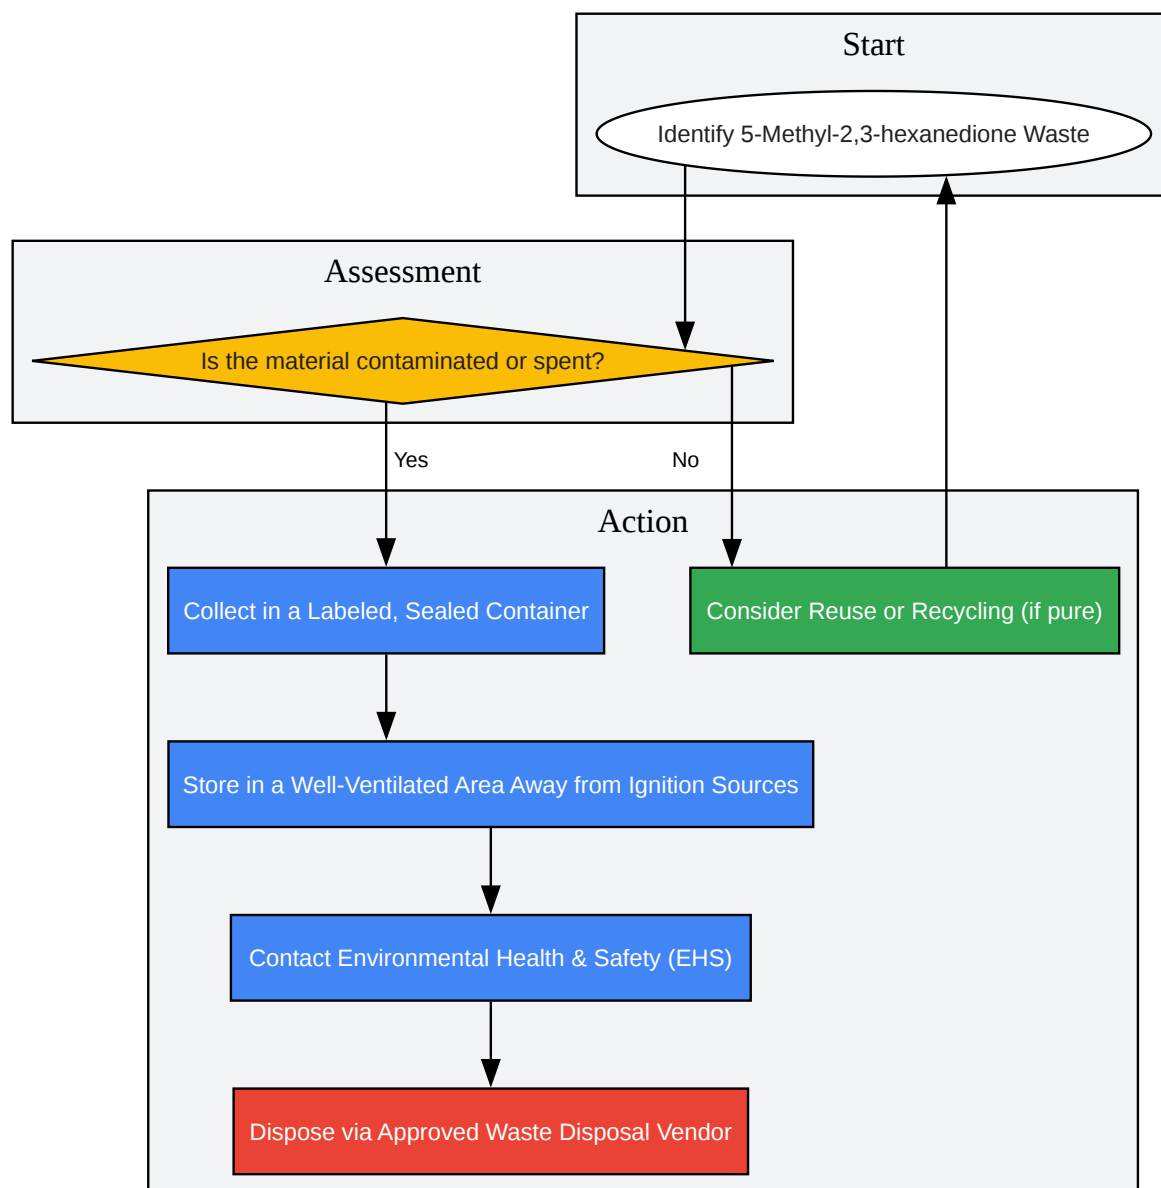 Start
Identify 5-Methyl-2,3-hexanedione Waste
Assessment
Is the material contaminated or spent?
Yes
No
Action
Collect in a Labeled, Sealed Container
Consider Reuse or Recycling (if pure)
Store in a Well-Ventilated Area Away from Ignition Sources
Contact Environmental Health & Safety (EHS)
Dispose via Approved Waste Disposal Vendor